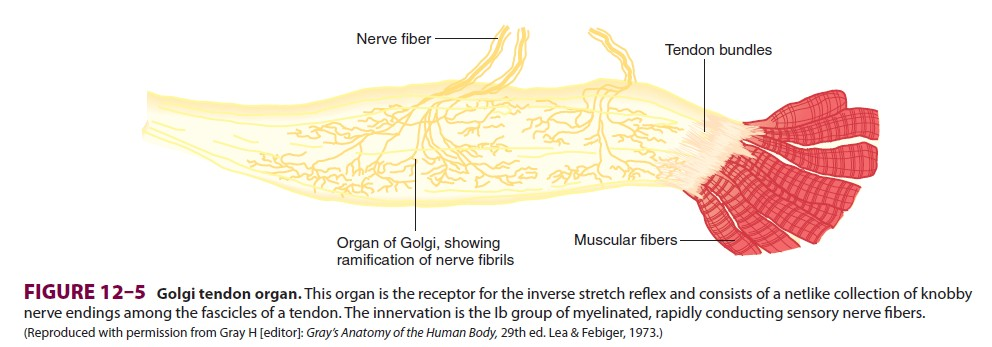 Nerve fiber
Tendon bundles
Organ of Golgi, showing
ramification of nerve fibrils
Muscular fibers
FIGURE 12–5 Golgi tendon organ. This organ is the receptor for the inverse stretch reflex and consists of a netlike collection of knobby
nerve endings among the fascicles of a tendon. The innervation is the Ib group of myelinated, rapidly conducting sensory nerve fibers.
(Reproduced with permission from Gray H [editor]: Gray's Anatomy of the Human Body, 29th ed. Lea & Febiger, 1973.)